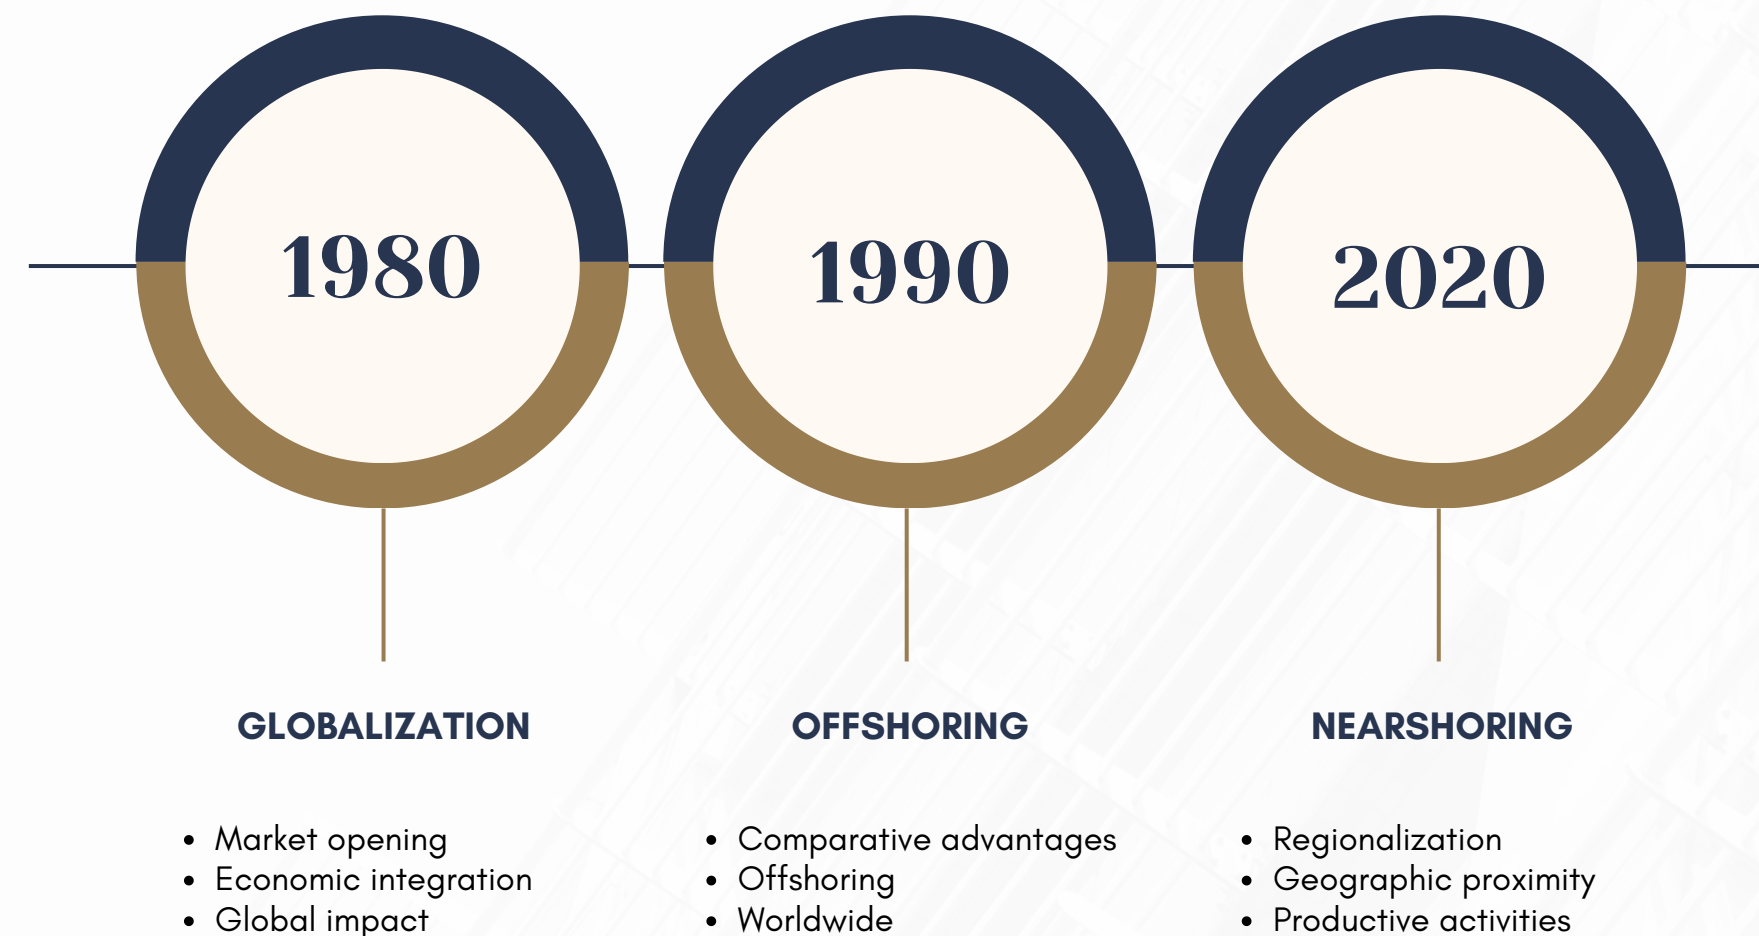 1980
1990
2020
GLOBALIZATION
OFFSHORING
NEARSHORING
• Market opening
• Economic integration
• Global impact
• Comparative advantages
• Offshoring
• Worldwide
• Regionalization
• Geographic proximity
• Productive activities